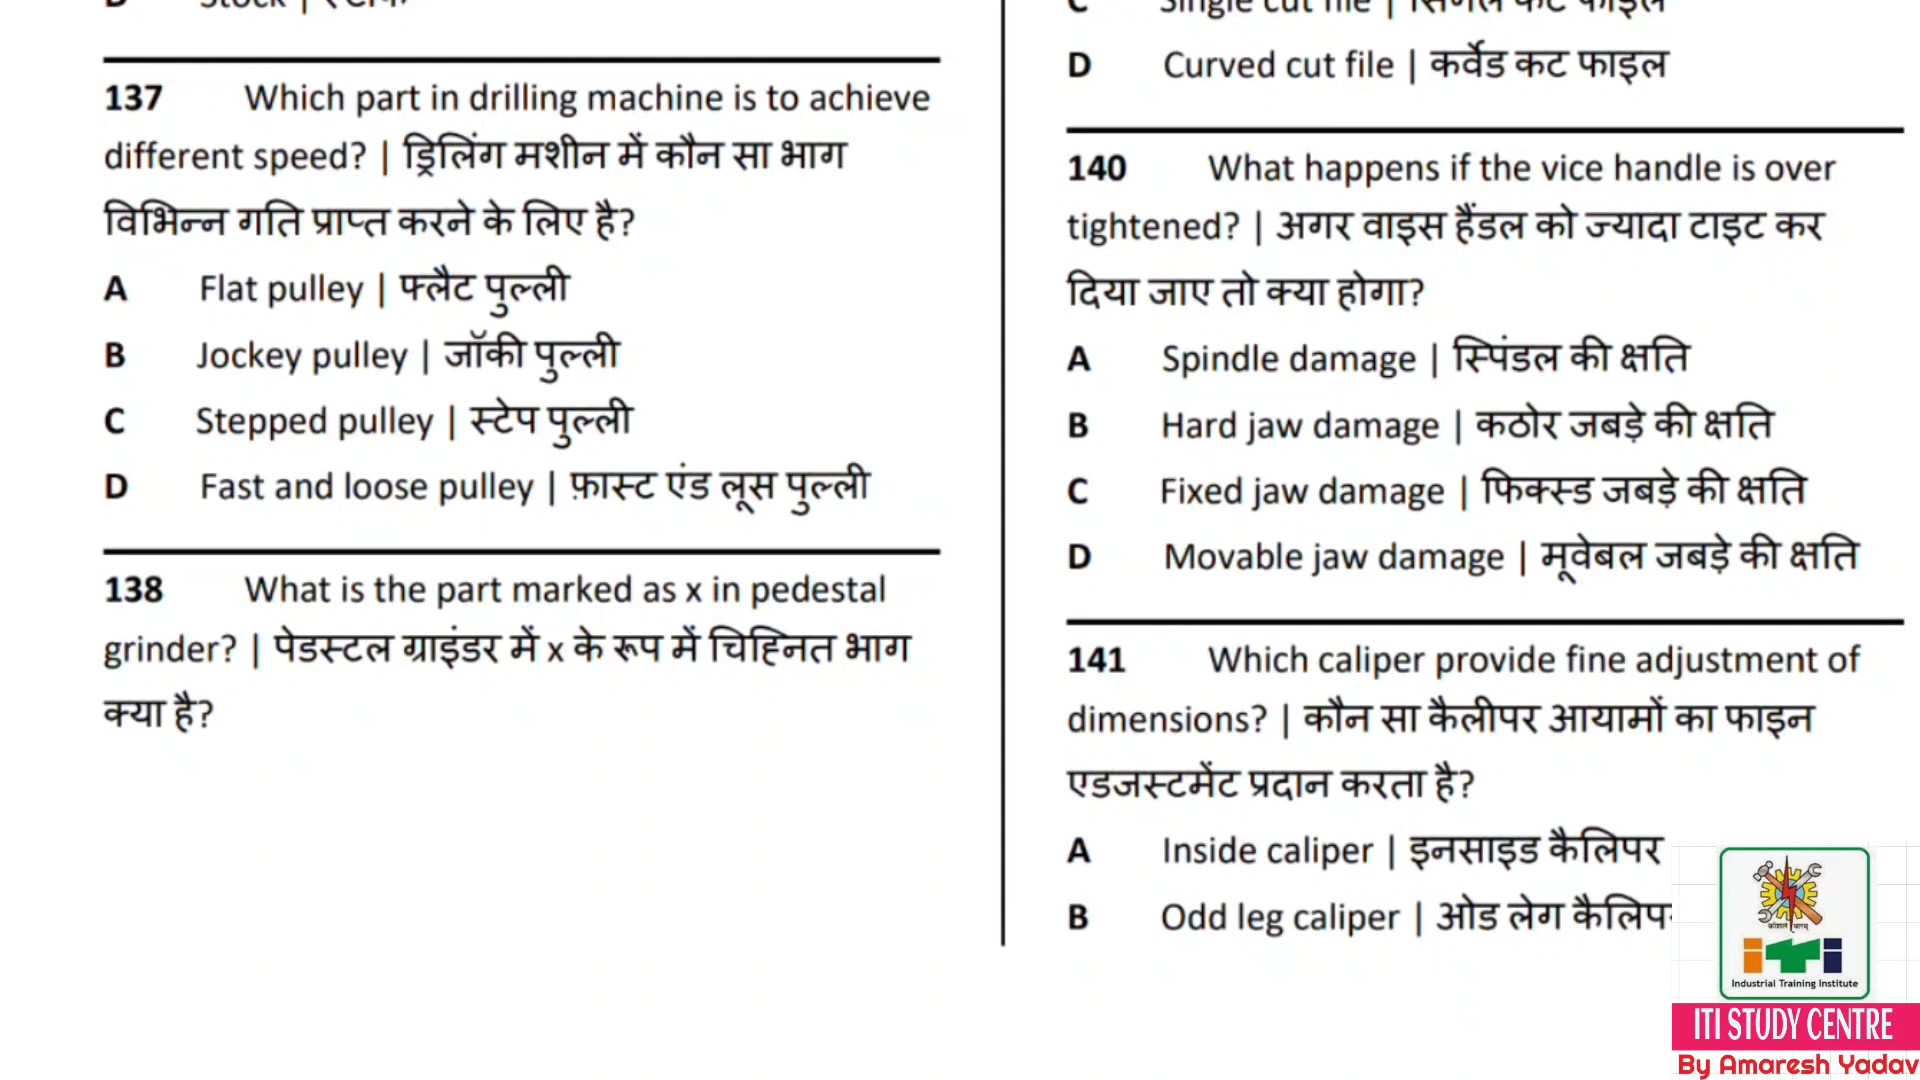 137 Which part in drilling machine is to achieve
different speed? | ड्रिलिंग मशीन में कौन सा भाग
विभिन्न गति प्राप्त करने के लिए है?
A Flat pulley | फ्लैट पुल्ली
B Jockey pulley | जॉकी पुल्ली
C Stepped pulley | स्टेप पुल्ली
D Fast and loose pulley | फ़ास्ट एंड लूस पुल्ली
138 What is the part marked as x in pedestal
grinder? | पेडस्टल ग्राइंडर में x के रूप में चिह्नित भाग
क्या है?
D Curved cut file | कर्वेड कट फाइल
140 What happens if the vice handle is over
tightened? | अगर वाइस हैंडल को ज्यादा टाइट कर
दिया जाए तो क्या होगा?
A Spindle damage | स्पिंडल की क्षति
B Hard jaw damage | कठोर जबड़े की क्षति
C Fixed jaw damage | फिक्स्ड जबड़े की क्षति
D Movable jaw damage | मूवेबल जबड़े की क्षति
141 Which caliper provide fine adjustment of
dimensions? | कौन सा कैलीपर आयामों का फाइन
एडजस्टमेंट प्रदान करता है?
A Inside caliper | इनसाइड कैलिपर
B Odd leg caliper | ओड लेग
Industrial Training Institute
ITI STUDY CENTRE
By Amaresh Yadav